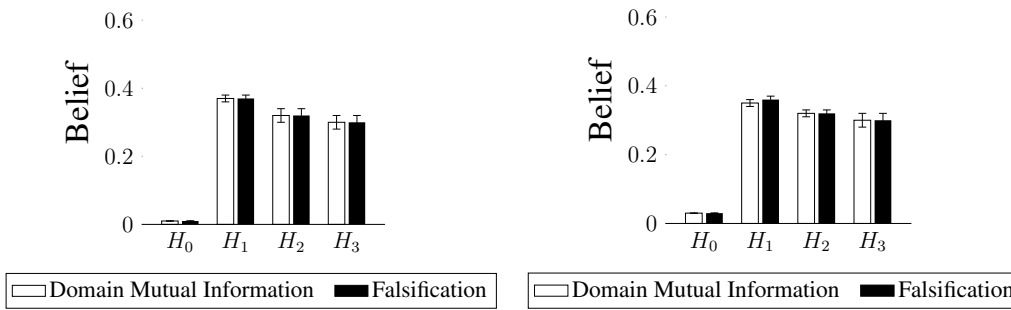 0.6
0.4
Belief
0.2
0
H₀ H₁ H₂ H₃
Domain Mutual Information Falsification
0.6
0.4
Belief
0.2
0
H₀ H₁ H₂ H₃
Domain Mutual Information Falsification